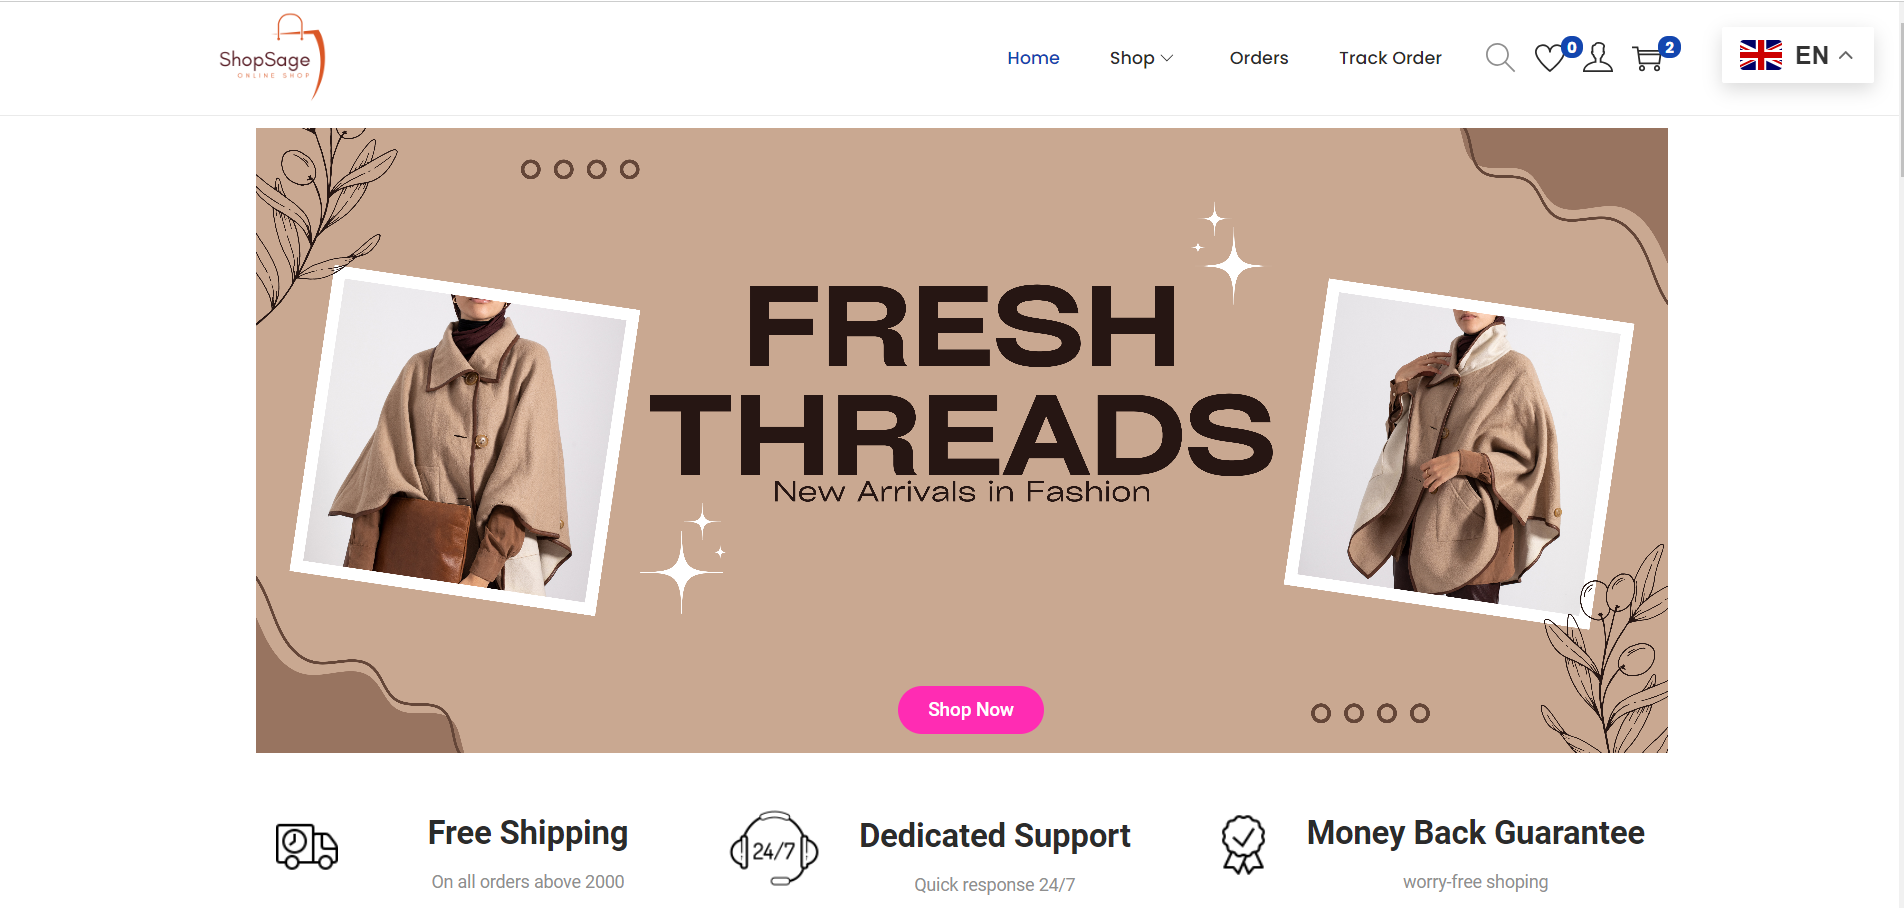 ShopSage
ONLINE SHOP
Home
Shop
Orders
Track Order
0
2
EN
FRESH
THREADS
New Arrivals in Fashion
Shop Now
Free Shipping
On all orders above 2000
24/7
Dedicated Support
Quick response 24/7
Money Back Guarantee
worry-free shoping